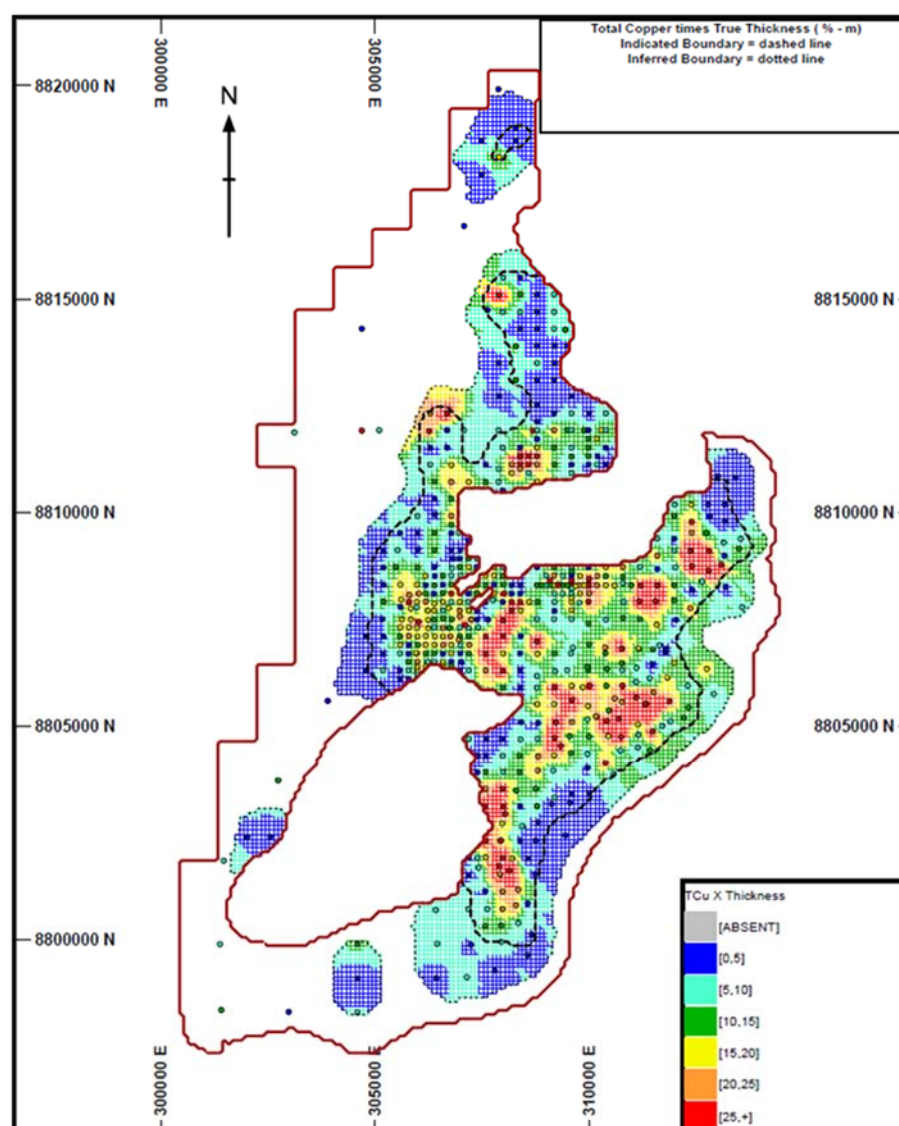 Total Copper times True Thickness ( % - m)
Indicated Boundary = dashed line
Inferred Boundary = dotted line
300000 E
305000 E
8820000 N
N
8815000 N
8815000 N
8810000 N
8810000 N
8805000 N
8805000 N
8800000 N
300000 E
305000 E
310000 E
TCu X Thickness
[ABSENT]
[0,5]
[5,10]
[10,15]
[15,20]
[20,25]
[25,+]